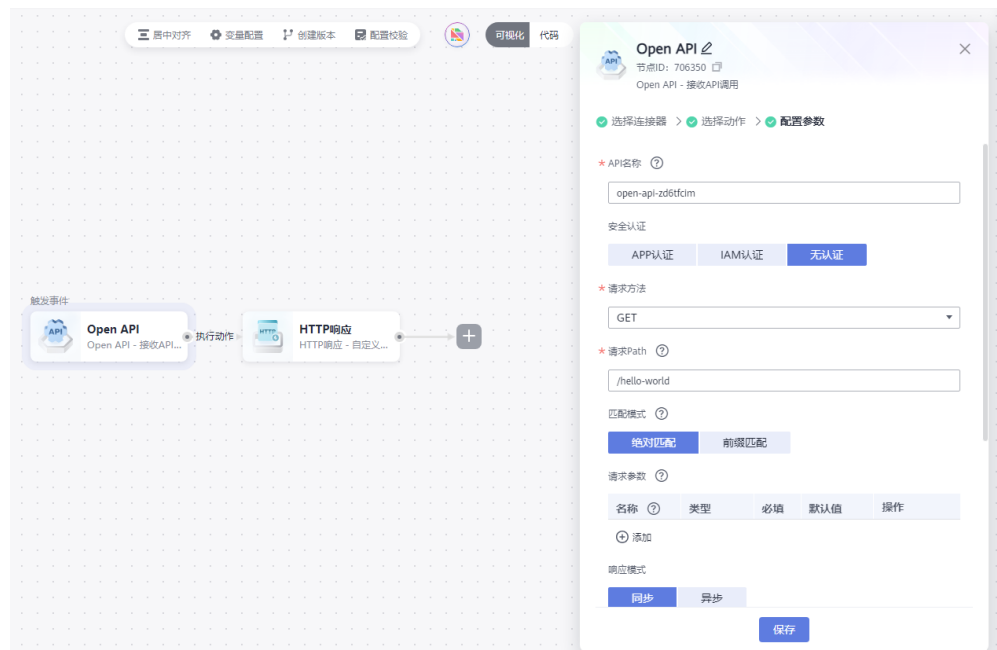 居中对齐 变量配置 创建版本 配置校验 可视化 代码
触发事件
API
Open API
Open API - 接收API...
执行动作
HTTP
HTTP响应
HTTP响应 - 自定义...
API
Open API
节点ID: 706350
Open API - 接收API调用
选择连接器 > 选择动作 > 配置参数
* API名称 ?
open-api-zd6tfcim
安全认证
APP认证 IAM认证 无认证
* 请求方法
GET
* 请求Path ?
/hello-world
匹配模式 ?
绝对匹配 前缀匹配
请求参数 ?
名称 ? 类型 必填 默认值 操作
添加
响应模式
同步 异步
保存